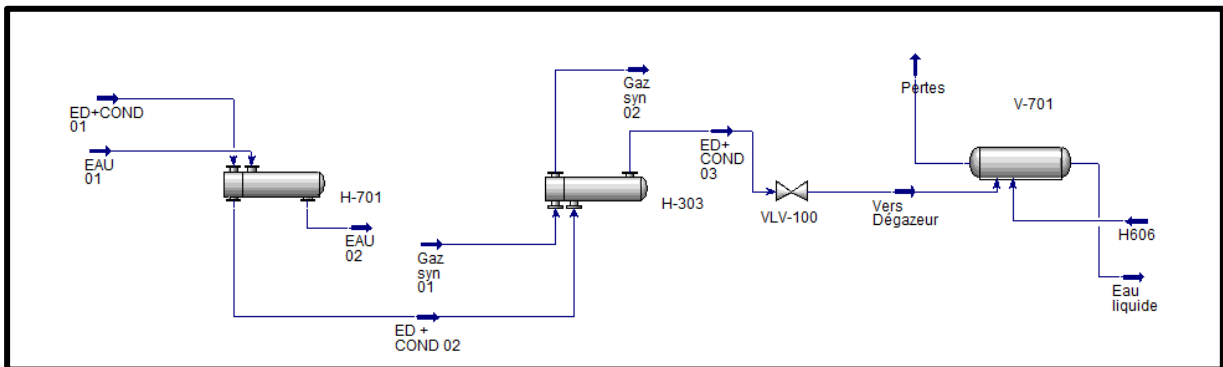 ED+COND
01
EAU
01
H-701
EAU
02
Gaz
syn
01
ED +
COND 02
Gaz
syn
02
H-303
ED+
COND
03
VLV-100
Vers
Dégazeur
Pertes
V-701
H606
Eau
liquide